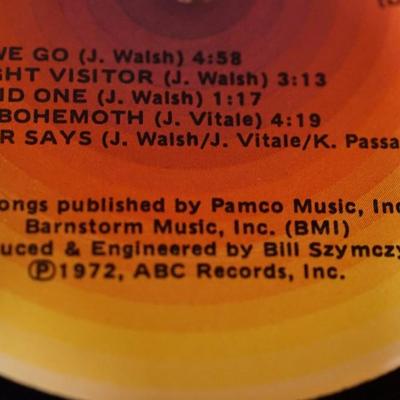 WE GO (J. Walsh) 4:58
GHT VISITOR (J. Walsh) 3:13
ND ONE (J. Walsh) 1:17
BOHEMOTH (J. Vitale) 4:19
R SAYS (J. Walsh/J. Vitale/K. Passa
ongs published by Pamco Music, Inc
Barnstorm Music, Inc. (BMI)
uced & Engineered by Bill Szymczy
Ⓟ1972, ABC Records, Inc.